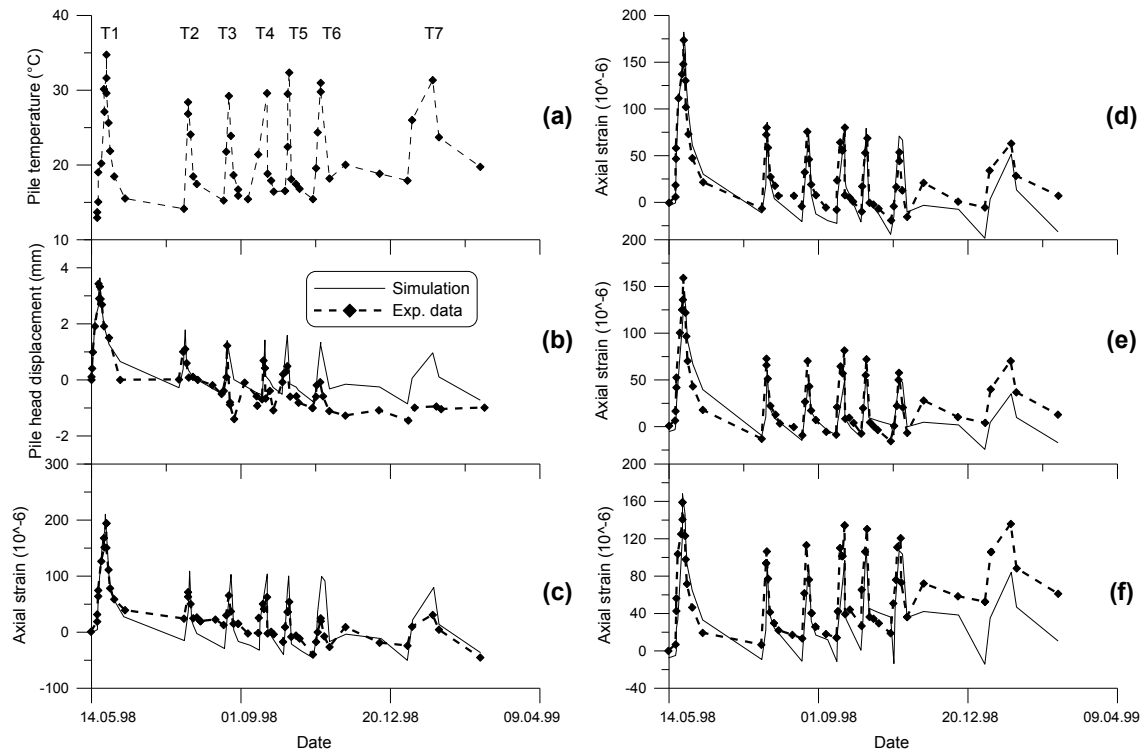 40
T1 T2 T3 T4 T5 T6 T7
30
20
10
Pile temperature (°C)
(a)
4
2
0
-2
Pile head displacement (mm)
Simulation
Exp. data
(b)
300
200
100
0
-100
Axial strain (10^-6)
(c)
14.05.98 01.09.98 20.12.98 09.04.99
Date
200
150
100
50
0
Axial strain (10^-6)
(d)
200
150
100
50
0
Axial strain (10^-6)
(e)
200
160
120
80
40
0
-40
Axial strain (10^-6)
(f)
14.05.98 01.09.98 20.12.98 09.04.99
Date